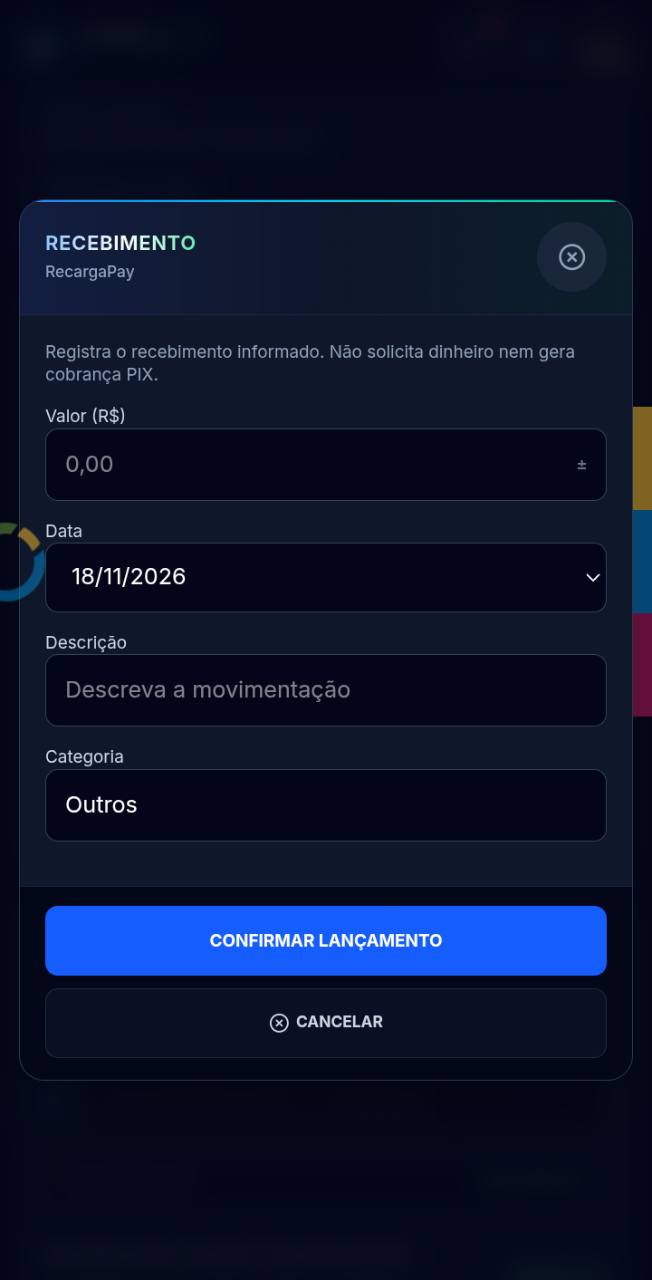 RECEBIMENTO
RecargaPay
Registra o recebimento informado. Não solicita dinheiro nem gera
cobrança PIX.
Valor (R$)
0,00 ±
Data
18/11/2026
Descrição
Descreva a movimentação
Categoria
Outros
CONFIRMAR LANÇAMENTO
CANCELAR